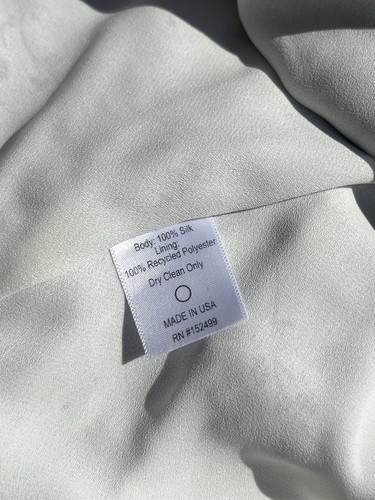 Body: 100% Silk
Lining:
100% Recycled Polyester
Dry Clean Only
MADE IN USA
RN #152499